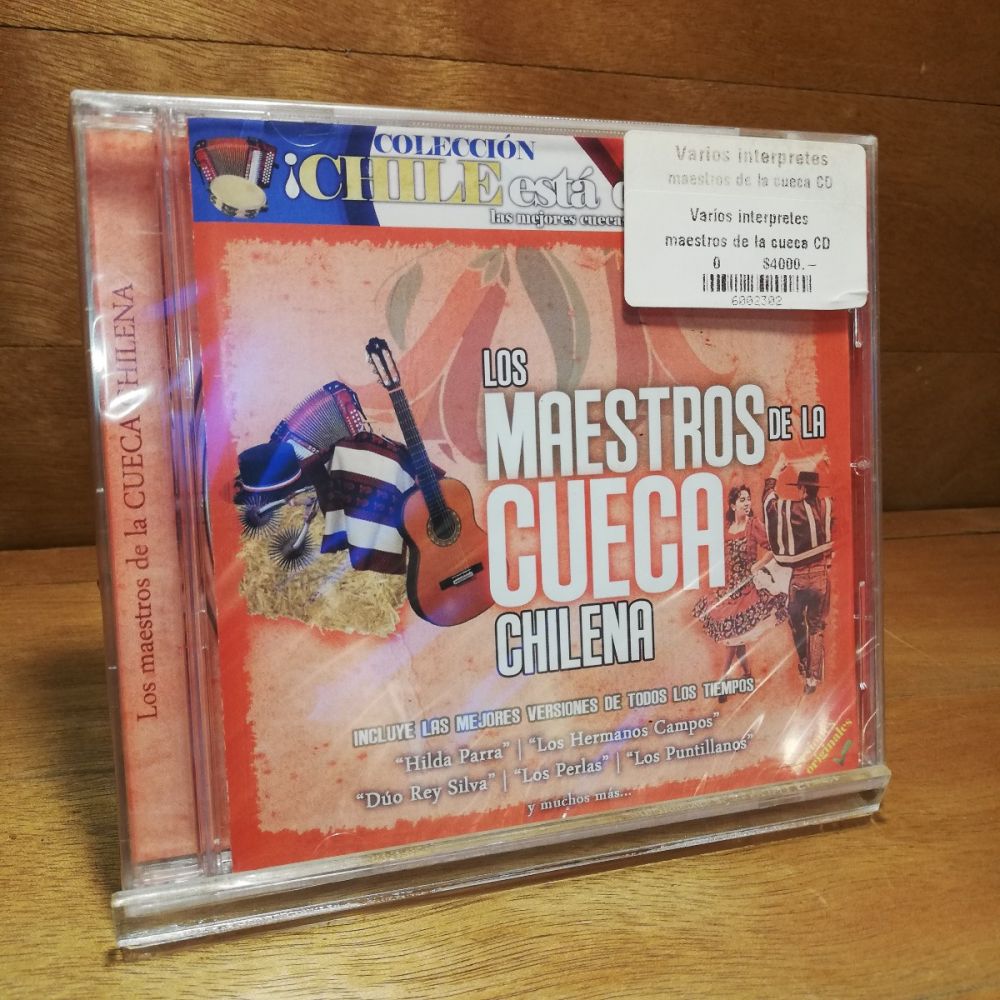 COLECCIÓN
¡CHILE está
las mejores cuecas
Varios interpretes
maestros de la cueca CD
Varios interpretes
maestros de la cueca CD
0 $4000.-
6002302
Los maestros de la CUECA CHILENA
LOS
MAESTROS DE LA
CUECA
CHILENA
INCLUYE LAS MEJORES VERSIONES DE TODOS LOS TIEMPOS
"Hilda Parra" | "Los Hermanos Campos"
"Dúo Rey Silva" | "Los Perlas" | "Los Puntillanos"
y muchos más...
originales